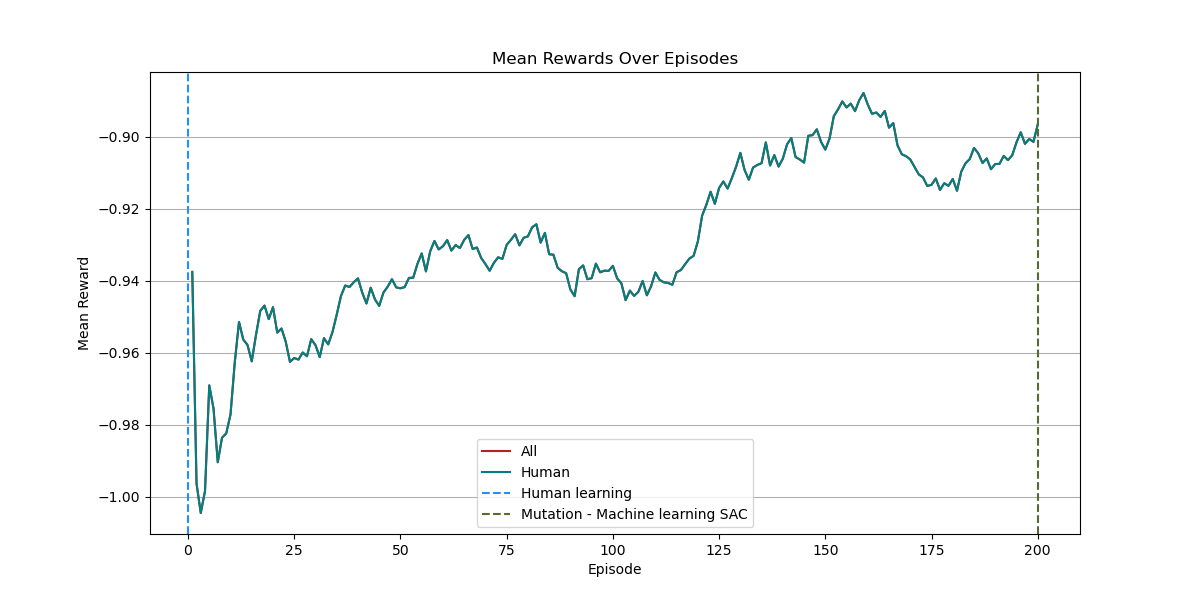 Mean Rewards Over Episodes
Mean Reward
−0.90
−0.92
−0.94
−0.96
−0.98
−1.00
All
Human
Human learning
Mutation - Machine learning SAC
0 25 50 75 100 125 150 175 200
Episode